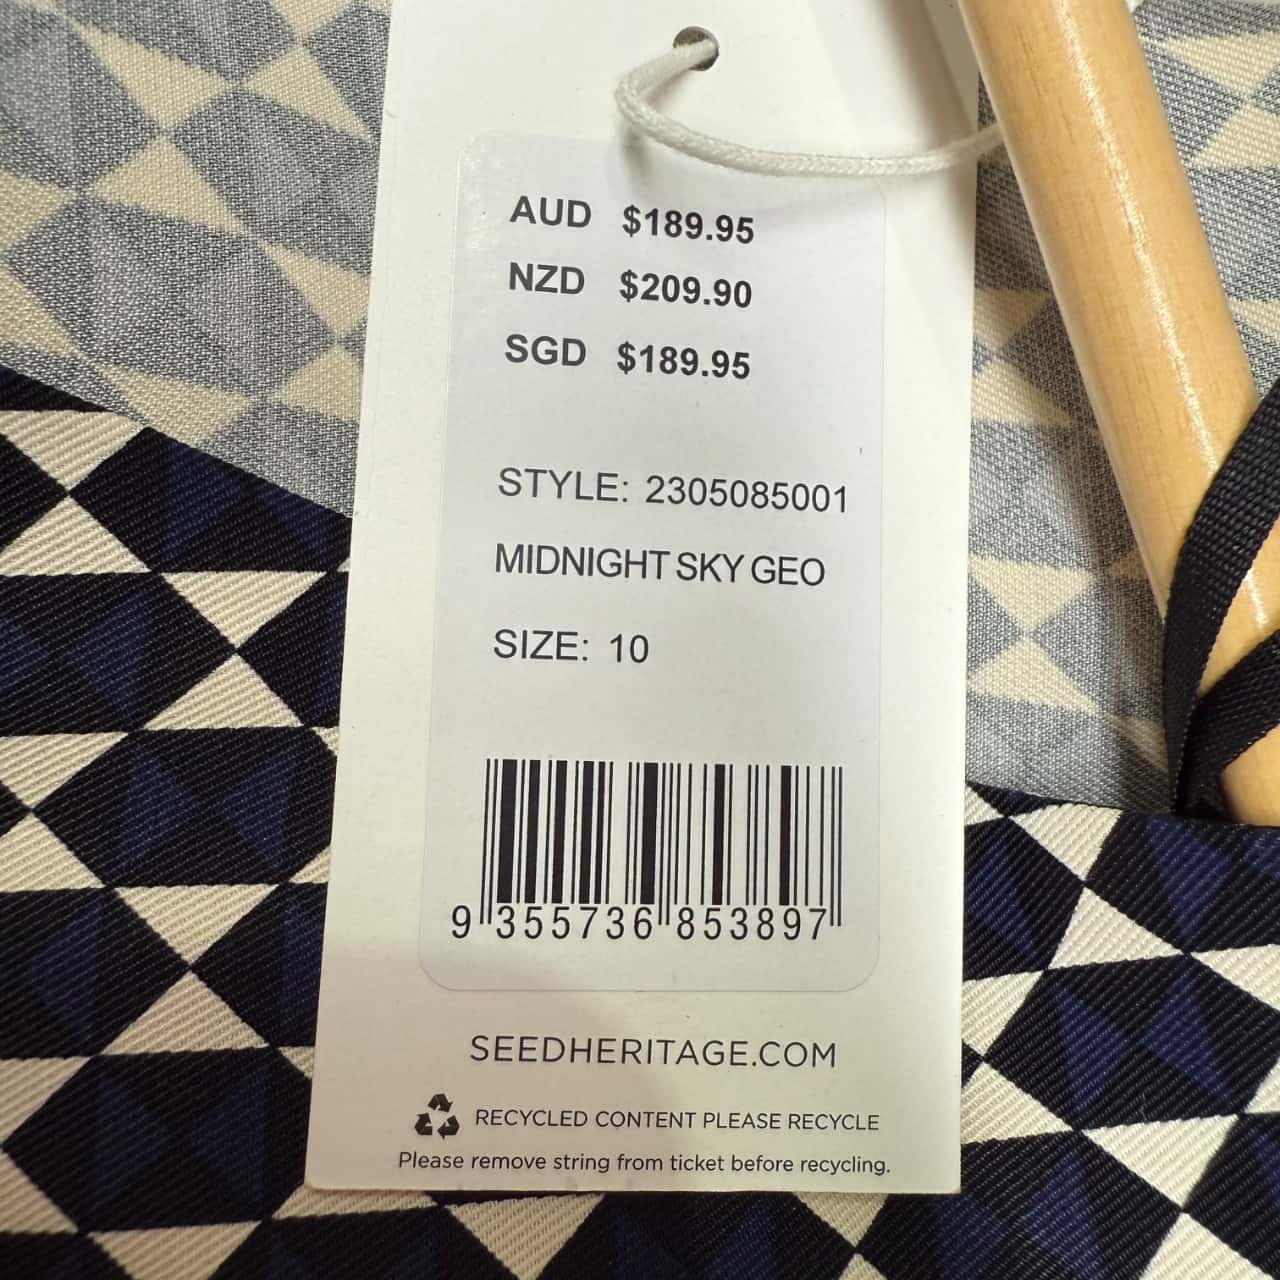 AUD $189.95
NZD $209.90
SGD $189.95
STYLE: 2305085001
MIDNIGHT SKY GEO
SIZE: 10
9 355736 853897
SEEDHERITAGE.COM
RECYCLED CONTENT PLEASE RECYCLE
Please remove string from ticket before recycling.